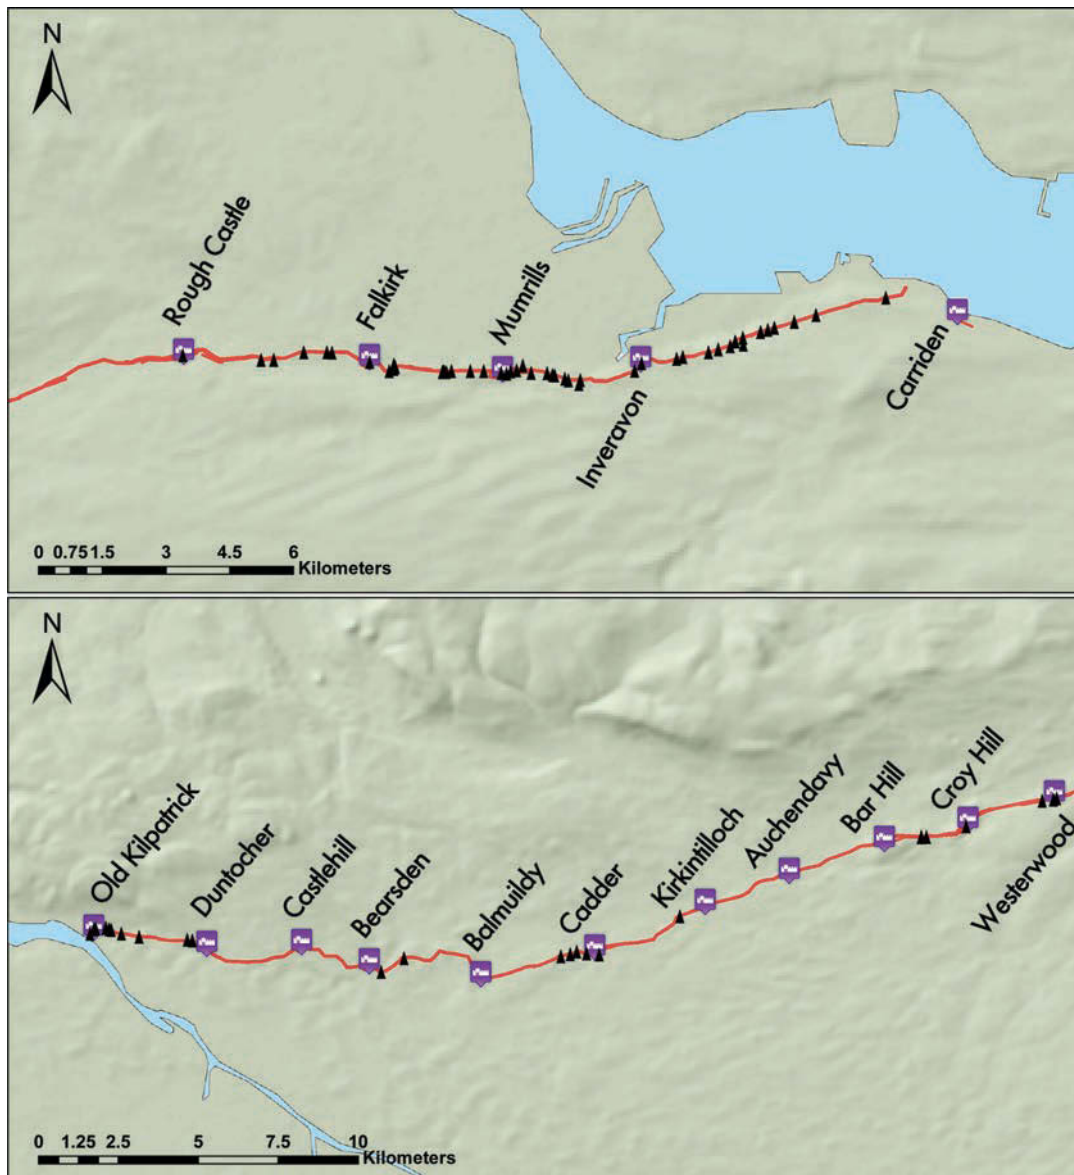 N
Rough Castle
Falkirk
Mumrills
Inveravon
Carriden
0 0.75 1.5 3 4.5 6
Kilometers
N
Old Kilpatrick
Duntocher
Castlehill
Bearsden
Balmuildy
Cadder
Kirkintilloch
Auchendavy
Bar Hill
Croy Hill
Westerwood
0 1.25 2.5 5 7.5 10
Kilometers